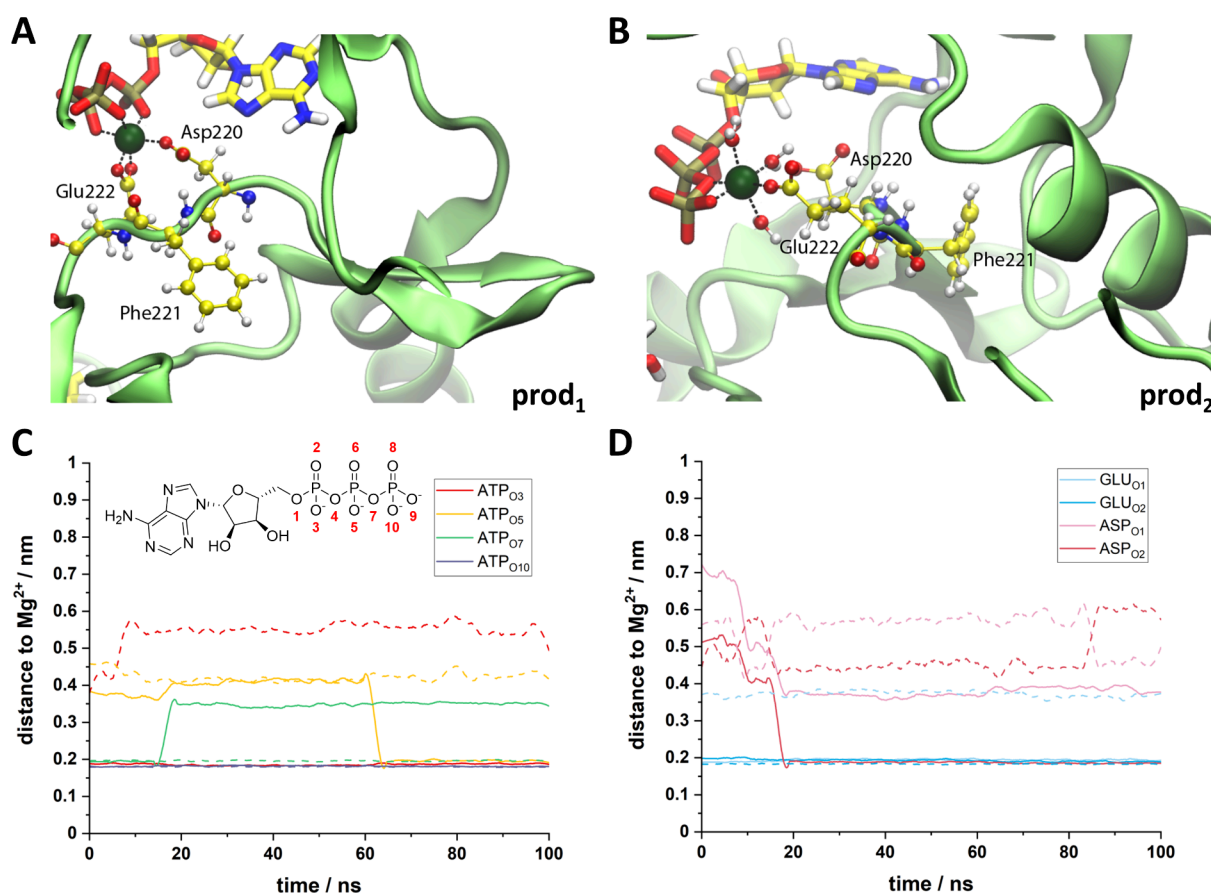 A
Asp220
Glu222
Phe221
prod1
B
Asp220
Glu222
Phe221
prod2
C
distance to Mg2+ / nm
1
0.9
0.8
0.7
0.6
0.5
0.4
0.3
0.2
0.1
0
0 20 40 60 80 100
time / ns
2 6 8
O O O
NH2 N N N N O O P O P O P O-
O- O- O-
OH OH
1 4 7 9
3 5 10
ATPO3
ATPO5
ATPO7
ATPO10
D
distance to Mg2+ / nm
1
0.9
0.8
0.7
0.6
0.5
0.4
0.3
0.2
0.1
0
0 20 40 60 80 100
time / ns
GLUO1
GLUO2
ASPO1
ASPO2